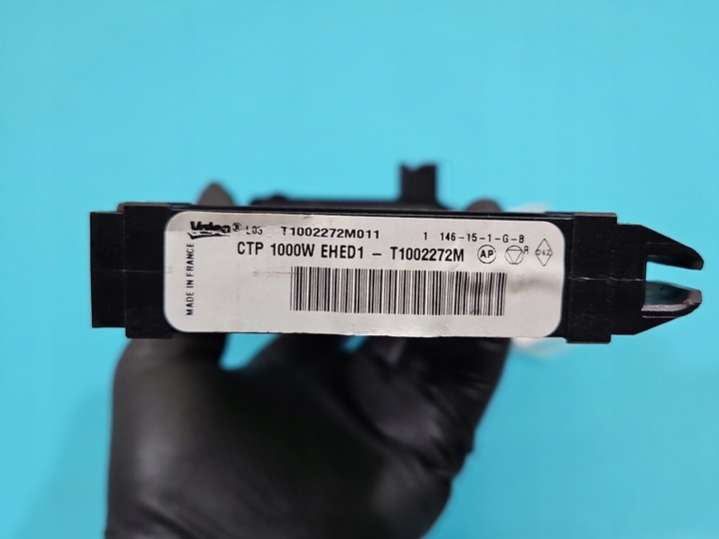 Valeo® L03 T1002272M011 1 146-15-1-G-B
CTP 1000W EHED1 - T1002272M AP R
MADE IN FRANCE